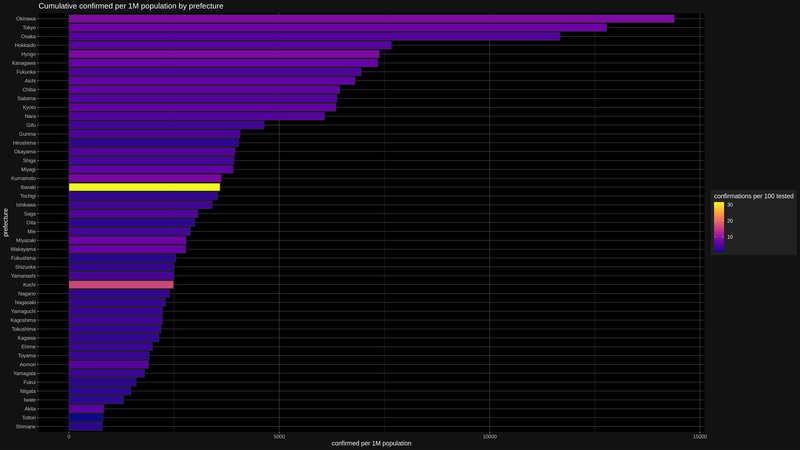 Cumulative confirmed per 1M population by prefecture
Okinawa
Tokyo
Osaka
Hokkaido
Hyogo
Kanagawa
Fukuoka
Aichi
Chiba
Saitama
Kyoto
Nara
Gifu
Gunma
Hiroshima
Okayama
Shiga
Miyagi
Kumamoto
Ibaraki
Tochigi
Ishikawa
Saga
Oita
Mie
Miyazaki
Wakayama
Fukushima
Shizuoka
Yamanashi
Kochi
Nagano
Nagasaki
Yamaguchi
Kagoshima
Tokushima
Kagawa
Ehime
Toyama
Aomori
Yamagata
Fukui
Niigata
Iwate
Akita
Tottori
Shimane
prefecture
0
5000
10000
15000
confirmed per 1M population
confirmations per 100 tested
30
20
10